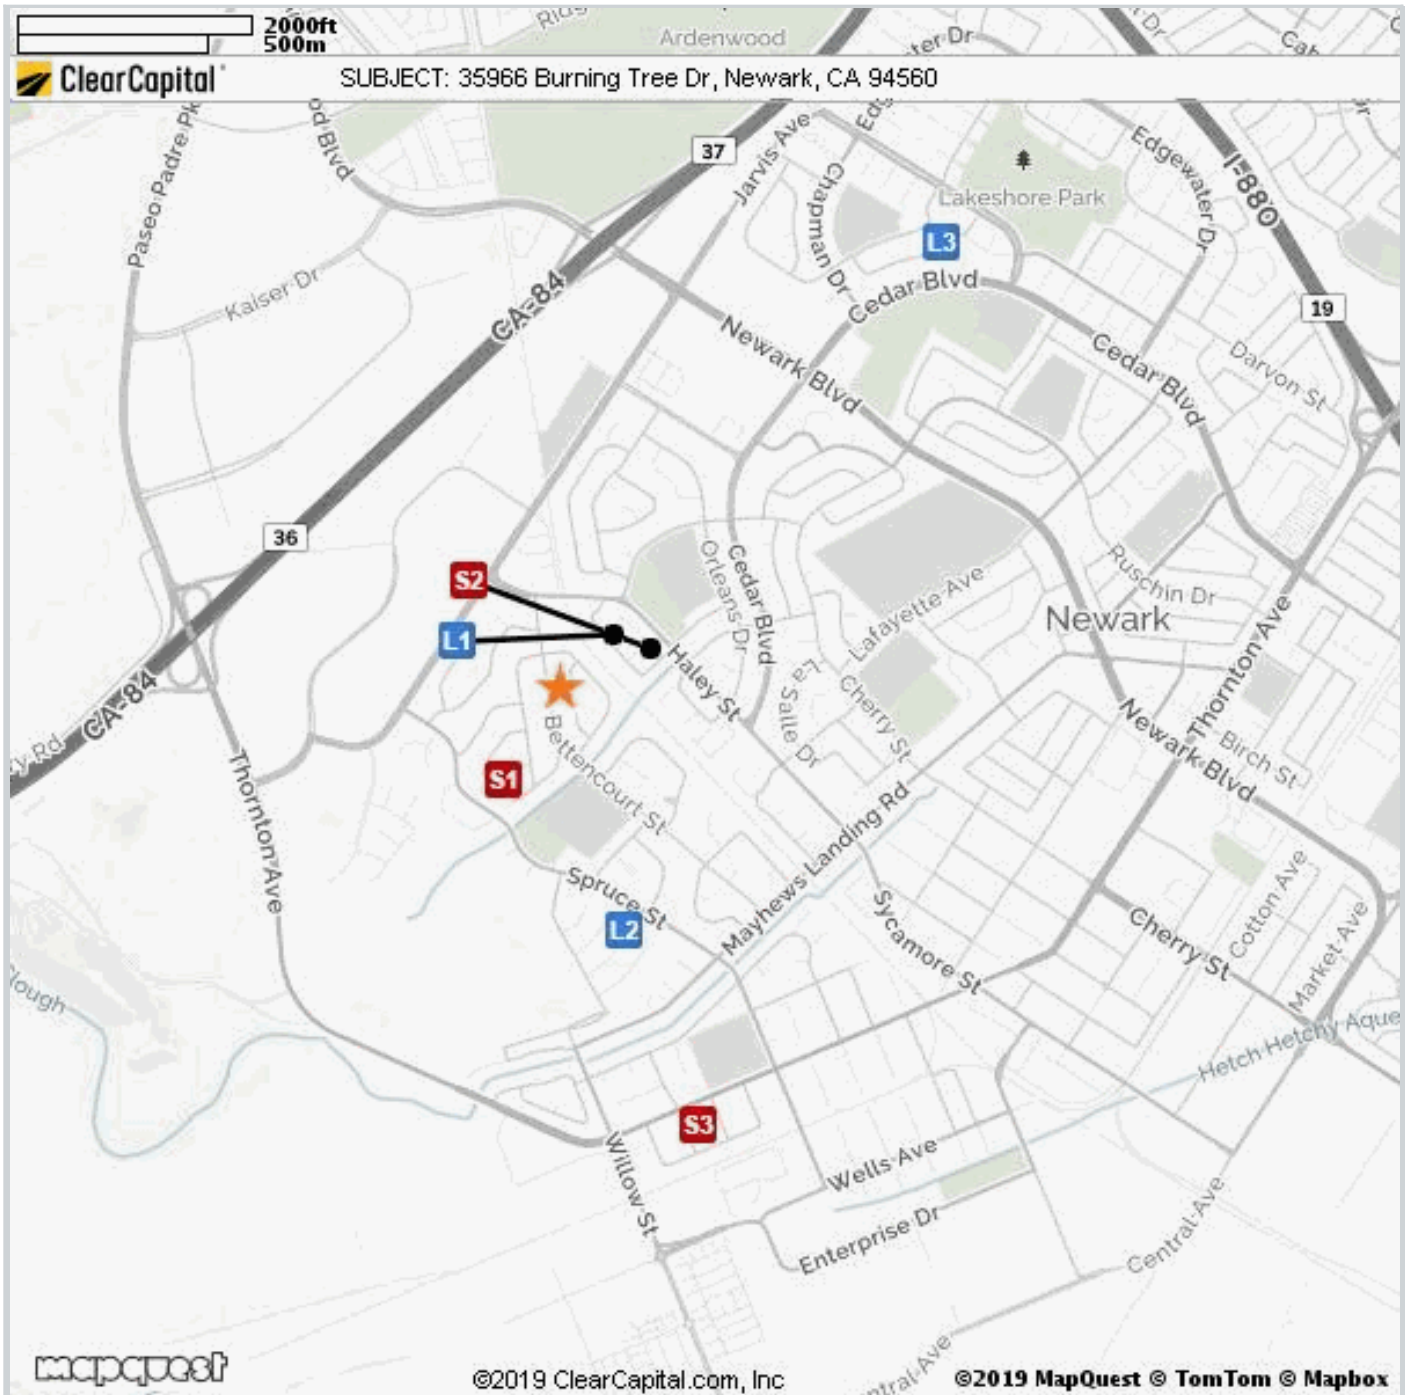 2000ft
500m
Ardenwood
ClearCapital
SUBJECT: 35966 Burning Tree Dr, Newark, CA 94560
37
Jarvis Ave
Edgewater Dr
I-880
Paseo Padre Pk
Chapman Dr
Lakeshore Park
L3
Kaiser Dr
CA-84
Cedar Blvd
19
Newark Blvd
Cedar Blvd
Darvon St
36
S2
Orleans Dr
Cedar Blvd
Ruschin Dr
Lafayette Ave
Newark
L1
Haley St
La Salle Dr
Cherry St
Thornton Ave
CA-84
Bettencourt St
Newark Blvd
Birch St
S1
Thornton Ave
Mayhews Landing Rd
Spruce St
L2
Sycamore St
Cherry St
Cotton Ave
Market Ave
Hetch Hetchy Aque
S3
Willow St
Wells Ave
Enterprise Dr
Central Ave
mapquest
©2019 ClearCapital.com, Inc
©2019 MapQuest © TomTom © Mapbox